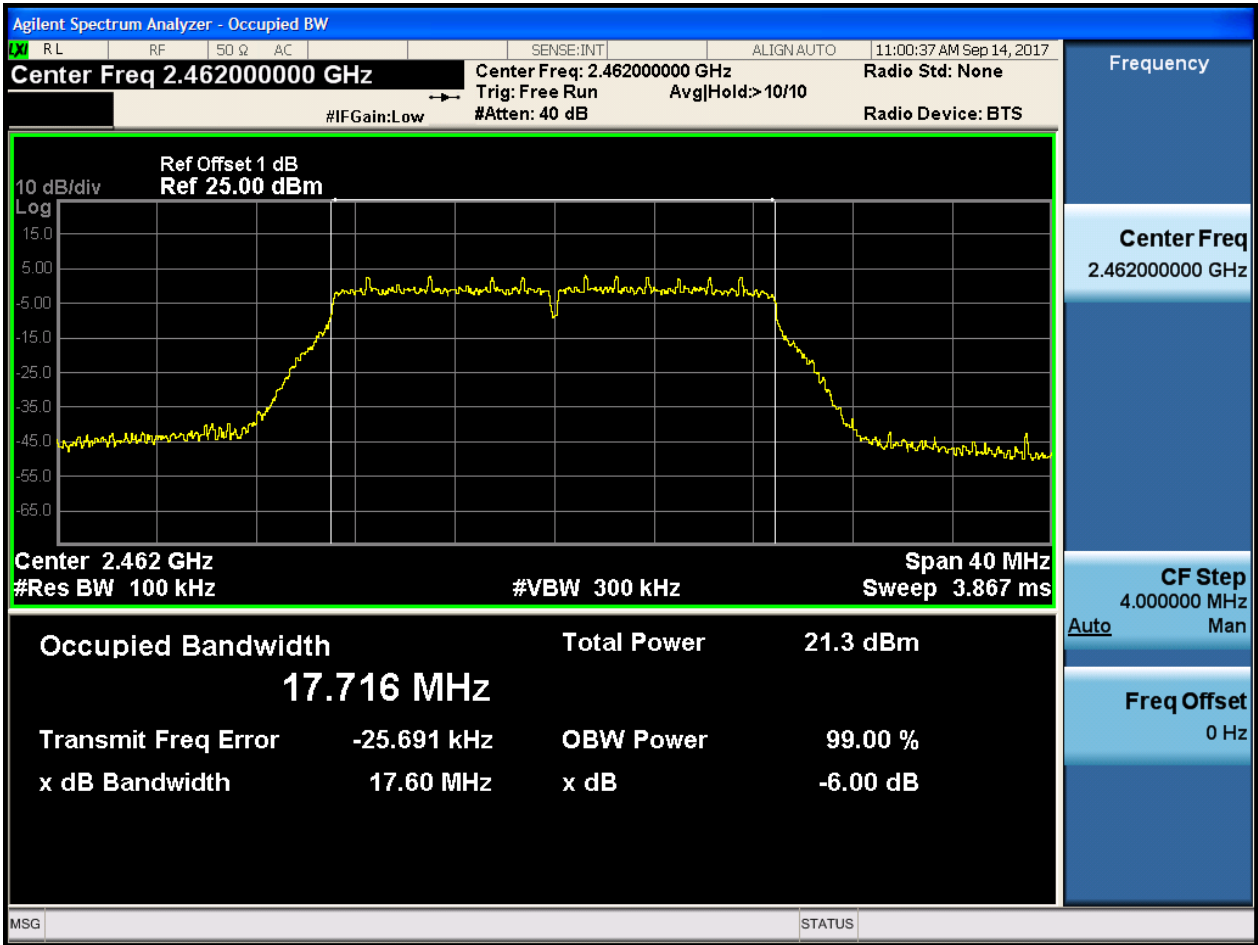 Agilent Spectrum Analyzer - Occupied BW
LXI RL RF 50 Ω AC SENSE:INT ALIGN AUTO 11:00:37 AM Sep 14, 2017
Center Freq 2.462000000 GHz
Center Freq: 2.462000000 GHz
Radio Std: None
Trig: Free Run Avg|Hold:>10/10
#IFGain:Low
#Atten: 40 dB
Radio Device: BTS
Ref Offset 1 dB
10 dB/div Ref 25.00 dBm
Log
15.0
5.00
-5.00
-15.0
-25.0
-35.0
-45.0
-55.0
-65.0
Center 2.462 GHz
Span 40 MHz
#Res BW 100 kHz
#VBW 300 kHz
Sweep 3.867 ms
Occupied Bandwidth
Total Power 21.3 dBm
17.716 MHz
Transmit Freq Error -25.691 kHz
OBW Power 99.00 %
x dB Bandwidth 17.60 MHz
x dB -6.00 dB
Frequency
Center Freq
2.462000000 GHz
CF Step
4.000000 MHz
Auto Man
Freq Offset
0 Hz
MSG
STATUS